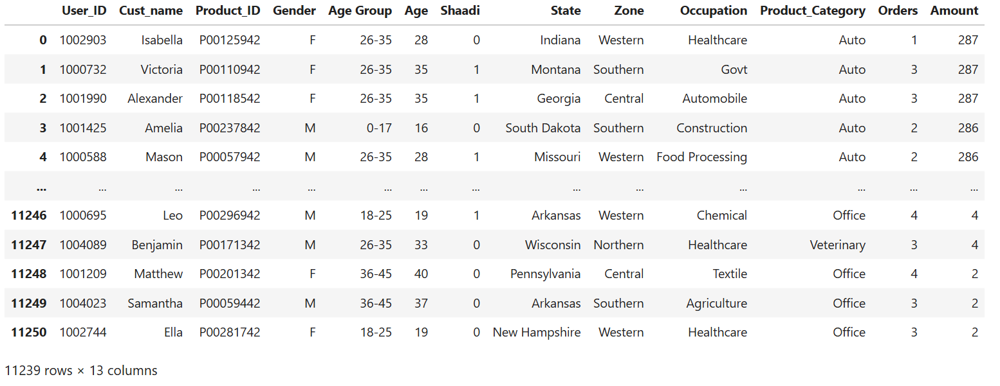 User_ID Cust_name Product_ID Gender Age Group Age Shaadi State Zone Occupation Product_Category Orders Amount
0 1002903 Isabella P00125942 F 26-35 28 0 Indiana Western Healthcare Auto 1 287
1 1000732 Victoria P00110942 F 26-35 35 1 Montana Southern Govt Auto 3 287
2 1001990 Alexander P00118542 F 26-35 35 1 Georgia Central Automobile Auto 3 287
3 1001425 Amelia P00237842 M 0-17 16 0 South Dakota Southern Construction Auto 2 286
4 1000588 Mason P00057942 M 26-35 28 1 Missouri Western Food Processing Auto 2 286
... ... ... ... ... ... ... ... ... ... ... ... ... ...
11246 1000695 Leo P00296942 M 18-25 19 1 Arkansas Western Chemical Office 4 4
11247 1004089 Benjamin P00171342 M 26-35 33 0 Wisconsin Northern Healthcare Veterinary 3 4
11248 1001209 Matthew P00201342 F 36-45 40 0 Pennsylvania Central Textile Office 4 2
11249 1004023 Samantha P00059442 M 36-45 37 0 Arkansas Southern Agriculture Office 3 2
11250 1002744 Ella P00281742 F 18-25 19 0 New Hampshire Western Healthcare Office 3 2
11239 rows × 13 columns